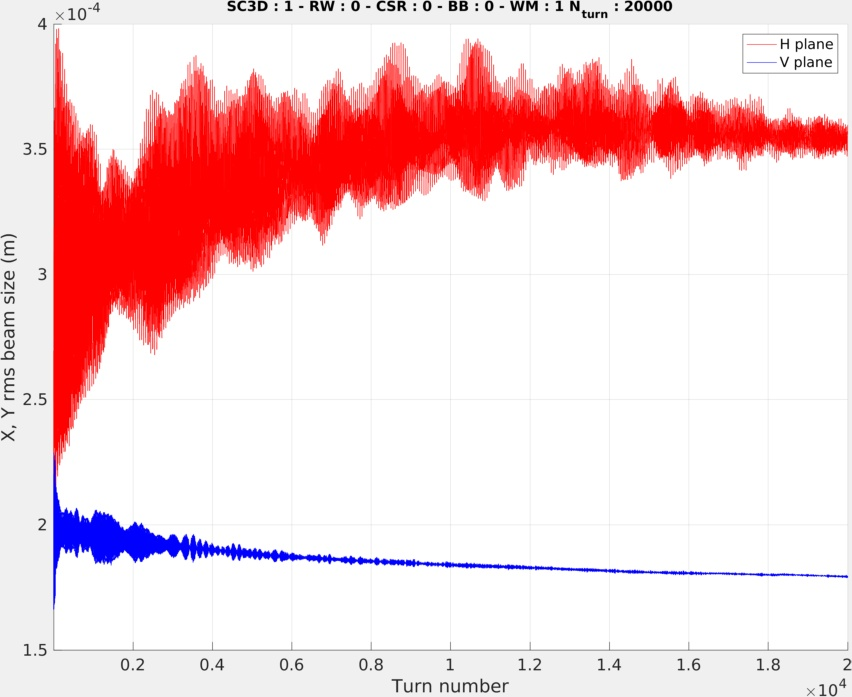 SC3D : 1 - RW : 0 - CSR : 0 - BB : 0 - WM : 1 N_turn : 20000
×10^-4
4
3.5
3
2.5
2
1.5
X, Y rms beam size (m)
H plane
V plane
0.2 0.4 0.6 0.8 1 1.2 1.4 1.6 1.8 2
Turn number
×10^4